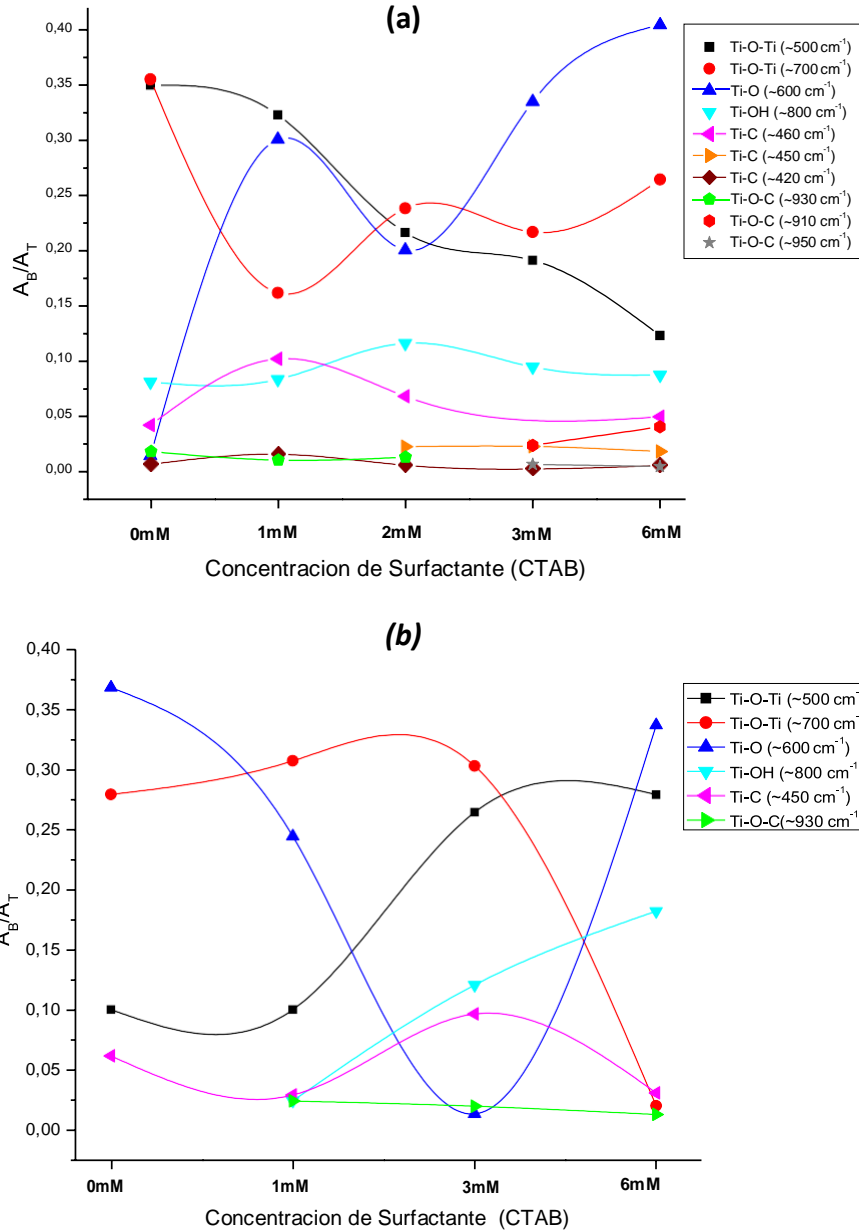 (a)
0,40
0,35
0,30
0,25
0,20
0,15
0,10
0,05
0,00
A_B/A_T
0mM 1mM 2mM 3mM 6mM
Concentracion de Surfactante (CTAB)
Ti-O-Ti (~500 cm⁻¹)
Ti-O-Ti (~700 cm⁻¹)
Ti-O (~600 cm⁻¹)
Ti-OH (~800 cm⁻¹)
Ti-C (~460 cm⁻¹)
Ti-C (~450 cm⁻¹)
Ti-C (~420 cm⁻¹)
Ti-O-C (~930 cm⁻¹)
Ti-O-C (~910 cm⁻¹)
Ti-O-C (~950 cm⁻¹)
(b)
0,40
0,35
0,30
0,25
0,20
0,15
0,10
0,05
0,00
A_B/A_T
0mM 1mM 3mM 6mM
Concentracion de Surfactante (CTAB)
Ti-O-Ti (~500 cm⁻¹
Ti-O-Ti (~700 cm⁻¹
Ti-O (~600 cm⁻¹)
Ti-OH (~800 cm⁻¹)
Ti-C (~450 cm⁻¹)
Ti-O-C(~930 cm⁻¹)